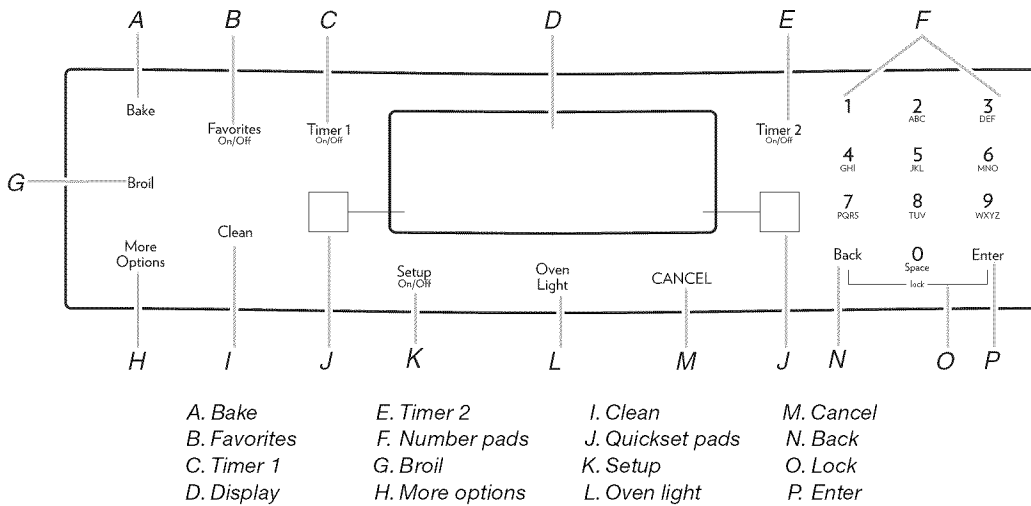 A B C D E F
Bake
1 2 3
ABC DEF
Favorites Timer 1 Timer 2
On/Off On/Off On/Off
4 5 6
GHI JKL MNO
G Broil
7 8 9
PQRS TUV WXYZ
Clean
More
Options
Back 0 Enter
Space
lock
Setup
On/Off
Oven
Light
CANCEL
H I J K L M J N O P
A. Bake E. Timer 2 I. Clean M. Cancel
B. Favorites F. Number pads J. Quickset pads N. Back
C. Timer 1 G. Broil K. Setup O. Lock
D. Display H. More options L. Oven light P. Enter